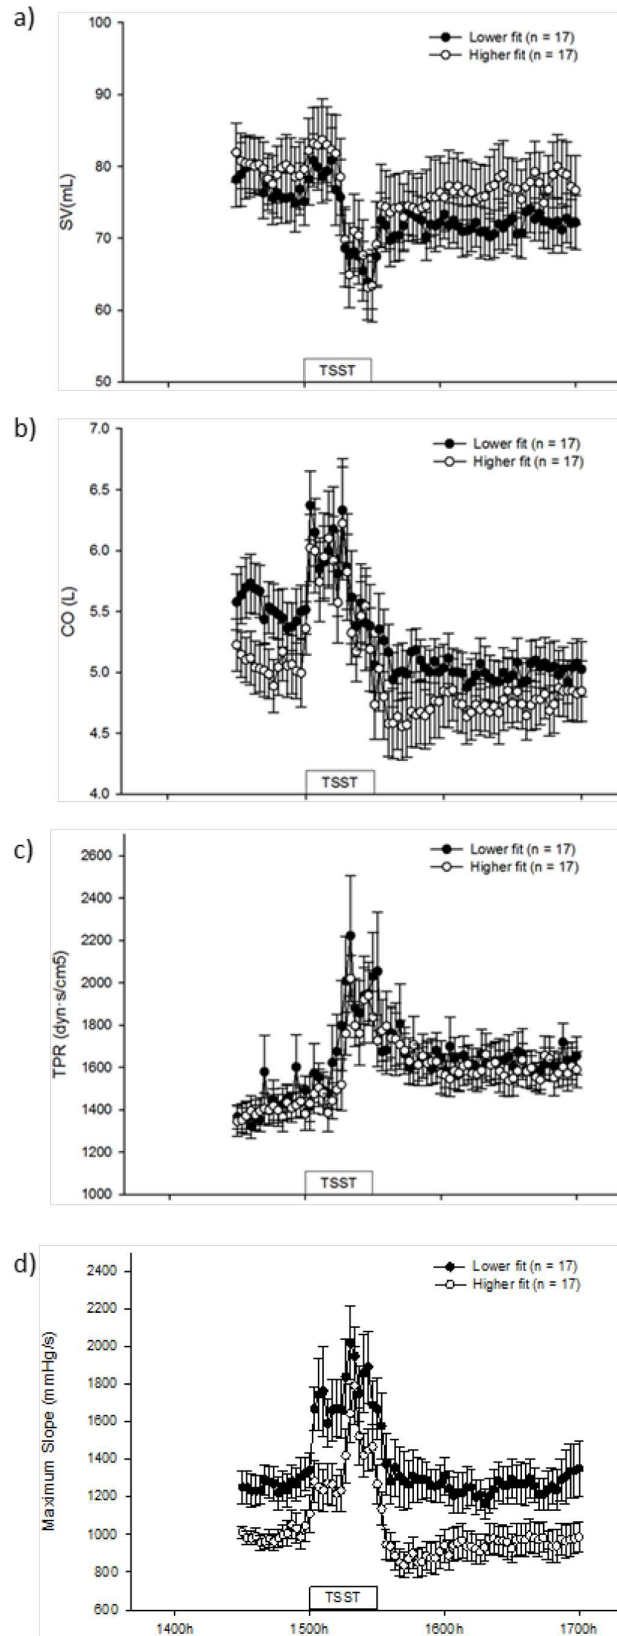 a)
100
90
80
70
60
50
SV(mL)
Lower fit (n = 17)
Higher fit (n = 17)
TSST
b)
7.0
6.5
6.0
5.5
5.0
4.5
4.0
CO (L)
Lower fit (n = 17)
Higher fit (n = 17)
TSST
c)
2600
2400
2200
2000
1800
1600
1400
1200
1000
TPR (dyn·s/cm5)
Lower fit (n = 17)
Higher fit (n = 17)
TSST
d)
2400
2200
2000
1800
1600
1400
1200
1000
800
600
Maximum Slope (mmHg/s)
Lower fit (n = 17)
Higher fit (n = 17)
TSST
1400h 1500h 1600h 1700h